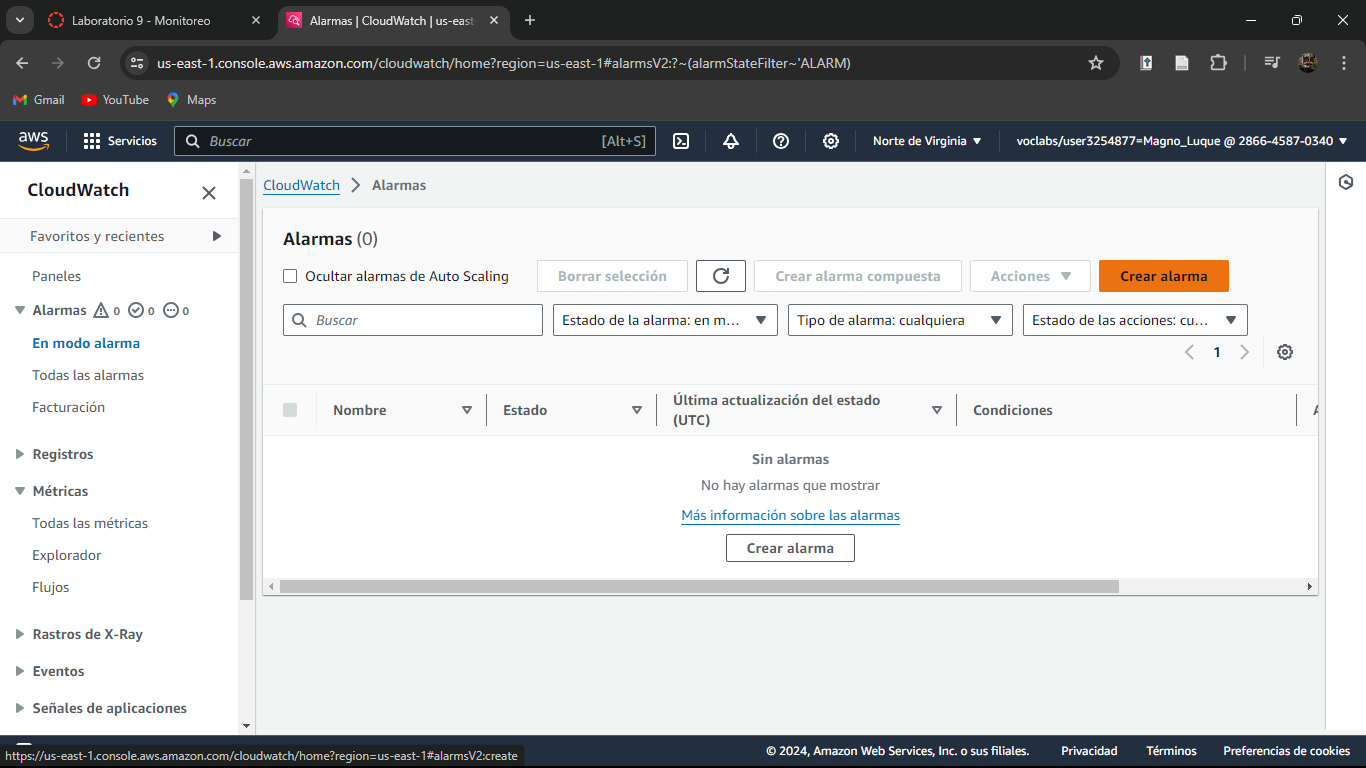 Laboratorio 9 - Monitoreo
Alarmas | CloudWatch | us-east-
us-east-1.console.aws.amazon.com/cloudwatch/home?region=us-east-1#alarmsV2:?~(alarmStateFilter~'ALARM)
Gmail
YouTube
Maps
aws
Servicios
Buscar
[Alt+S]
Norte de Virginia
voclabs/user3254877=Magno_Luque @ 2866-4587-0340
CloudWatch
Favoritos y recientes
Paneles
Alarmas 0 0 0
En modo alarma
Todas las alarmas
Facturación
Registros
Métricas
Todas las métricas
Explorador
Flujos
Rastros de X-Ray
Eventos
Señales de aplicaciones
CloudWatch
Alarmas
Alarmas (0)
Ocultar alarmas de Auto Scaling
Borrar selección
Crear alarma compuesta
Acciones
Crear alarma
Buscar
Estado de la alarma: en m...
Tipo de alarma: cualquiera
Estado de las acciones: cu...
1
Nombre
Estado
Última actualización del estado
(UTC)
Condiciones
Sin alarmas
No hay alarmas que mostrar
Más información sobre las alarmas
Crear alarma
https://us-east-1.console.aws.amazon.com/cloudwatch/home?region=us-east-1#alarmsV2:create
© 2024, Amazon Web Services, Inc. o sus filiales.
Privacidad
Términos
Preferencias de cookies